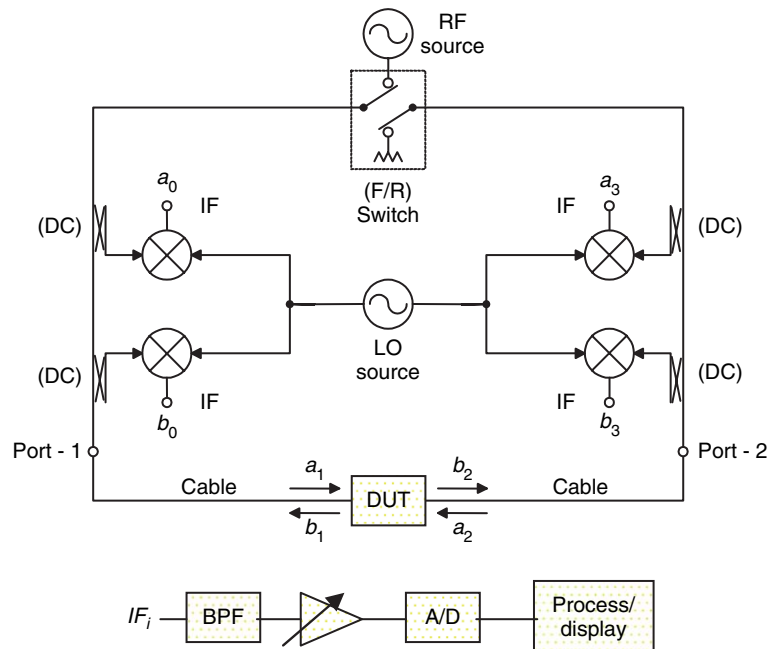 RF
source
a0
IF
(F/R)
Switch
a3
IF
(DC)
(DC)
LO
source
(DC)
(DC)
IF
b0
IF
b3
Port - 1
Port - 2
Cable
a1
b1
DUT
b2
a2
Cable
IFi
BPF
A/D
Process/
display